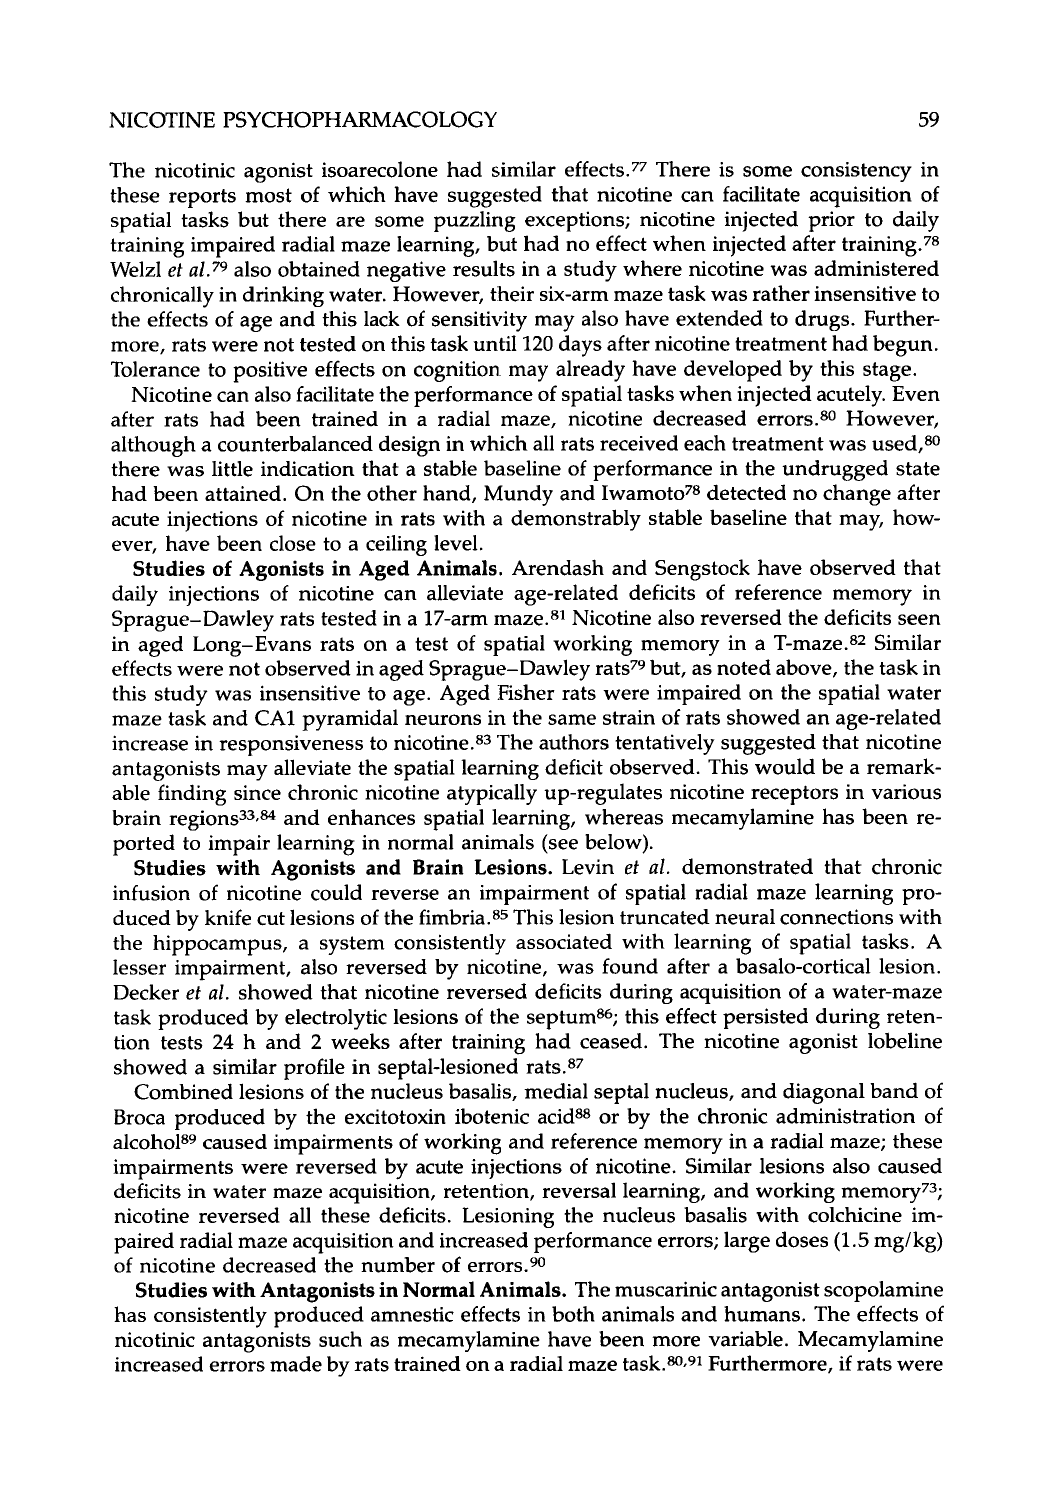 NICOTINE PSYCHOPHARMACOLOGY 59
The nicotinic agonist isoarecolone had similar effects.77 There is some consistency in
these reports most of which have suggested that nicotine can facilitate acquisition of
spatial tasks but there are some puzzling exceptions; nicotine injected prior to daily
training impaired radial maze learning, but had no effect when injected after training.78
Welzl et al.79 also obtained negative results in a study where nicotine was administered
chronically in drinking water. However, their six-arm maze task was rather insensitive to
the effects of age and this lack of sensitivity may also have extended to drugs. Further-
more, rats were not tested on this task until 120 days after nicotine treatment had begun.
Tolerance to positive effects on cognition may already have developed by this stage.
Nicotine can also facilitate the performance of spatial tasks when injected acutely. Even
after rats had been trained in a radial maze, nicotine decreased errors.80 However,
although a counterbalanced design in which all rats received each treatment was used,80
there was little indication that a stable baseline of performance in the undrugged state
had been attained. On the other hand, Mundy and Iwamoto78 detected no change after
acute injections of nicotine in rats with a demonstrably stable baseline that may, how-
ever, have been close to a ceiling level.
Studies of Agonists in Aged Animals. Arendash and Sengstock have observed that
daily injections of nicotine can alleviate age-related deficits of reference memory in
Sprague–Dawley rats tested in a 17-arm maze.81 Nicotine also reversed the deficits seen
in aged Long–Evans rats on a test of spatial working memory in a T-maze.82 Similar
effects were not observed in aged Sprague–Dawley rats79 but, as noted above, the task in
this study was insensitive to age. Aged Fisher rats were impaired on the spatial water
maze task and CA1 pyramidal neurons in the same strain of rats showed an age-related
increase in responsiveness to nicotine.83 The authors tentatively suggested that nicotine
antagonists may alleviate the spatial learning deficit observed. This would be a remark-
able finding since chronic nicotine atypically up-regulates nicotine receptors in various
brain regions33,84 and enhances spatial learning, whereas mecamylamine has been re-
ported to impair learning in normal animals (see below).
Studies with Agonists and Brain Lesions. Levin et al. demonstrated that chronic
infusion of nicotine could reverse an impairment of spatial radial maze learning pro-
duced by knife cut lesions of the fimbria.85 This lesion truncated neural connections with
the hippocampus, a system consistently associated with learning of spatial tasks. A
lesser impairment, also reversed by nicotine, was found after a basalo-cortical lesion.
Decker et al. showed that nicotine reversed deficits during acquisition of a water-maze
task produced by electrolytic lesions of the septum86; this effect persisted during reten-
tion tests 24 h and 2 weeks after training had ceased. The nicotine agonist lobeline
showed a similar profile in septal-lesioned rats.87
Combined lesions of the nucleus basalis, medial septal nucleus, and diagonal band of
Broca produced by the excitotoxin ibotenic acid88 or by the chronic administration of
alcohol89 caused impairments of working and reference memory in a radial maze; these
impairments were reversed by acute injections of nicotine. Similar lesions also caused
deficits in water maze acquisition, retention, reversal learning, and working memory73;
nicotine reversed all these deficits. Lesioning the nucleus basalis with colchicine im-
paired radial maze acquisition and increased performance errors; large doses (1.5 mg/kg)
of nicotine decreased the number of errors.90
Studies with Antagonists in Normal Animals. The muscarinic antagonist scopolamine
has consistently produced amnestic effects in both animals and humans. The effects of
nicotinic antagonists such as mecamylamine have been more variable. Mecamylamine
increased errors made by rats trained on a radial maze task.80,91 Furthermore, if rats were